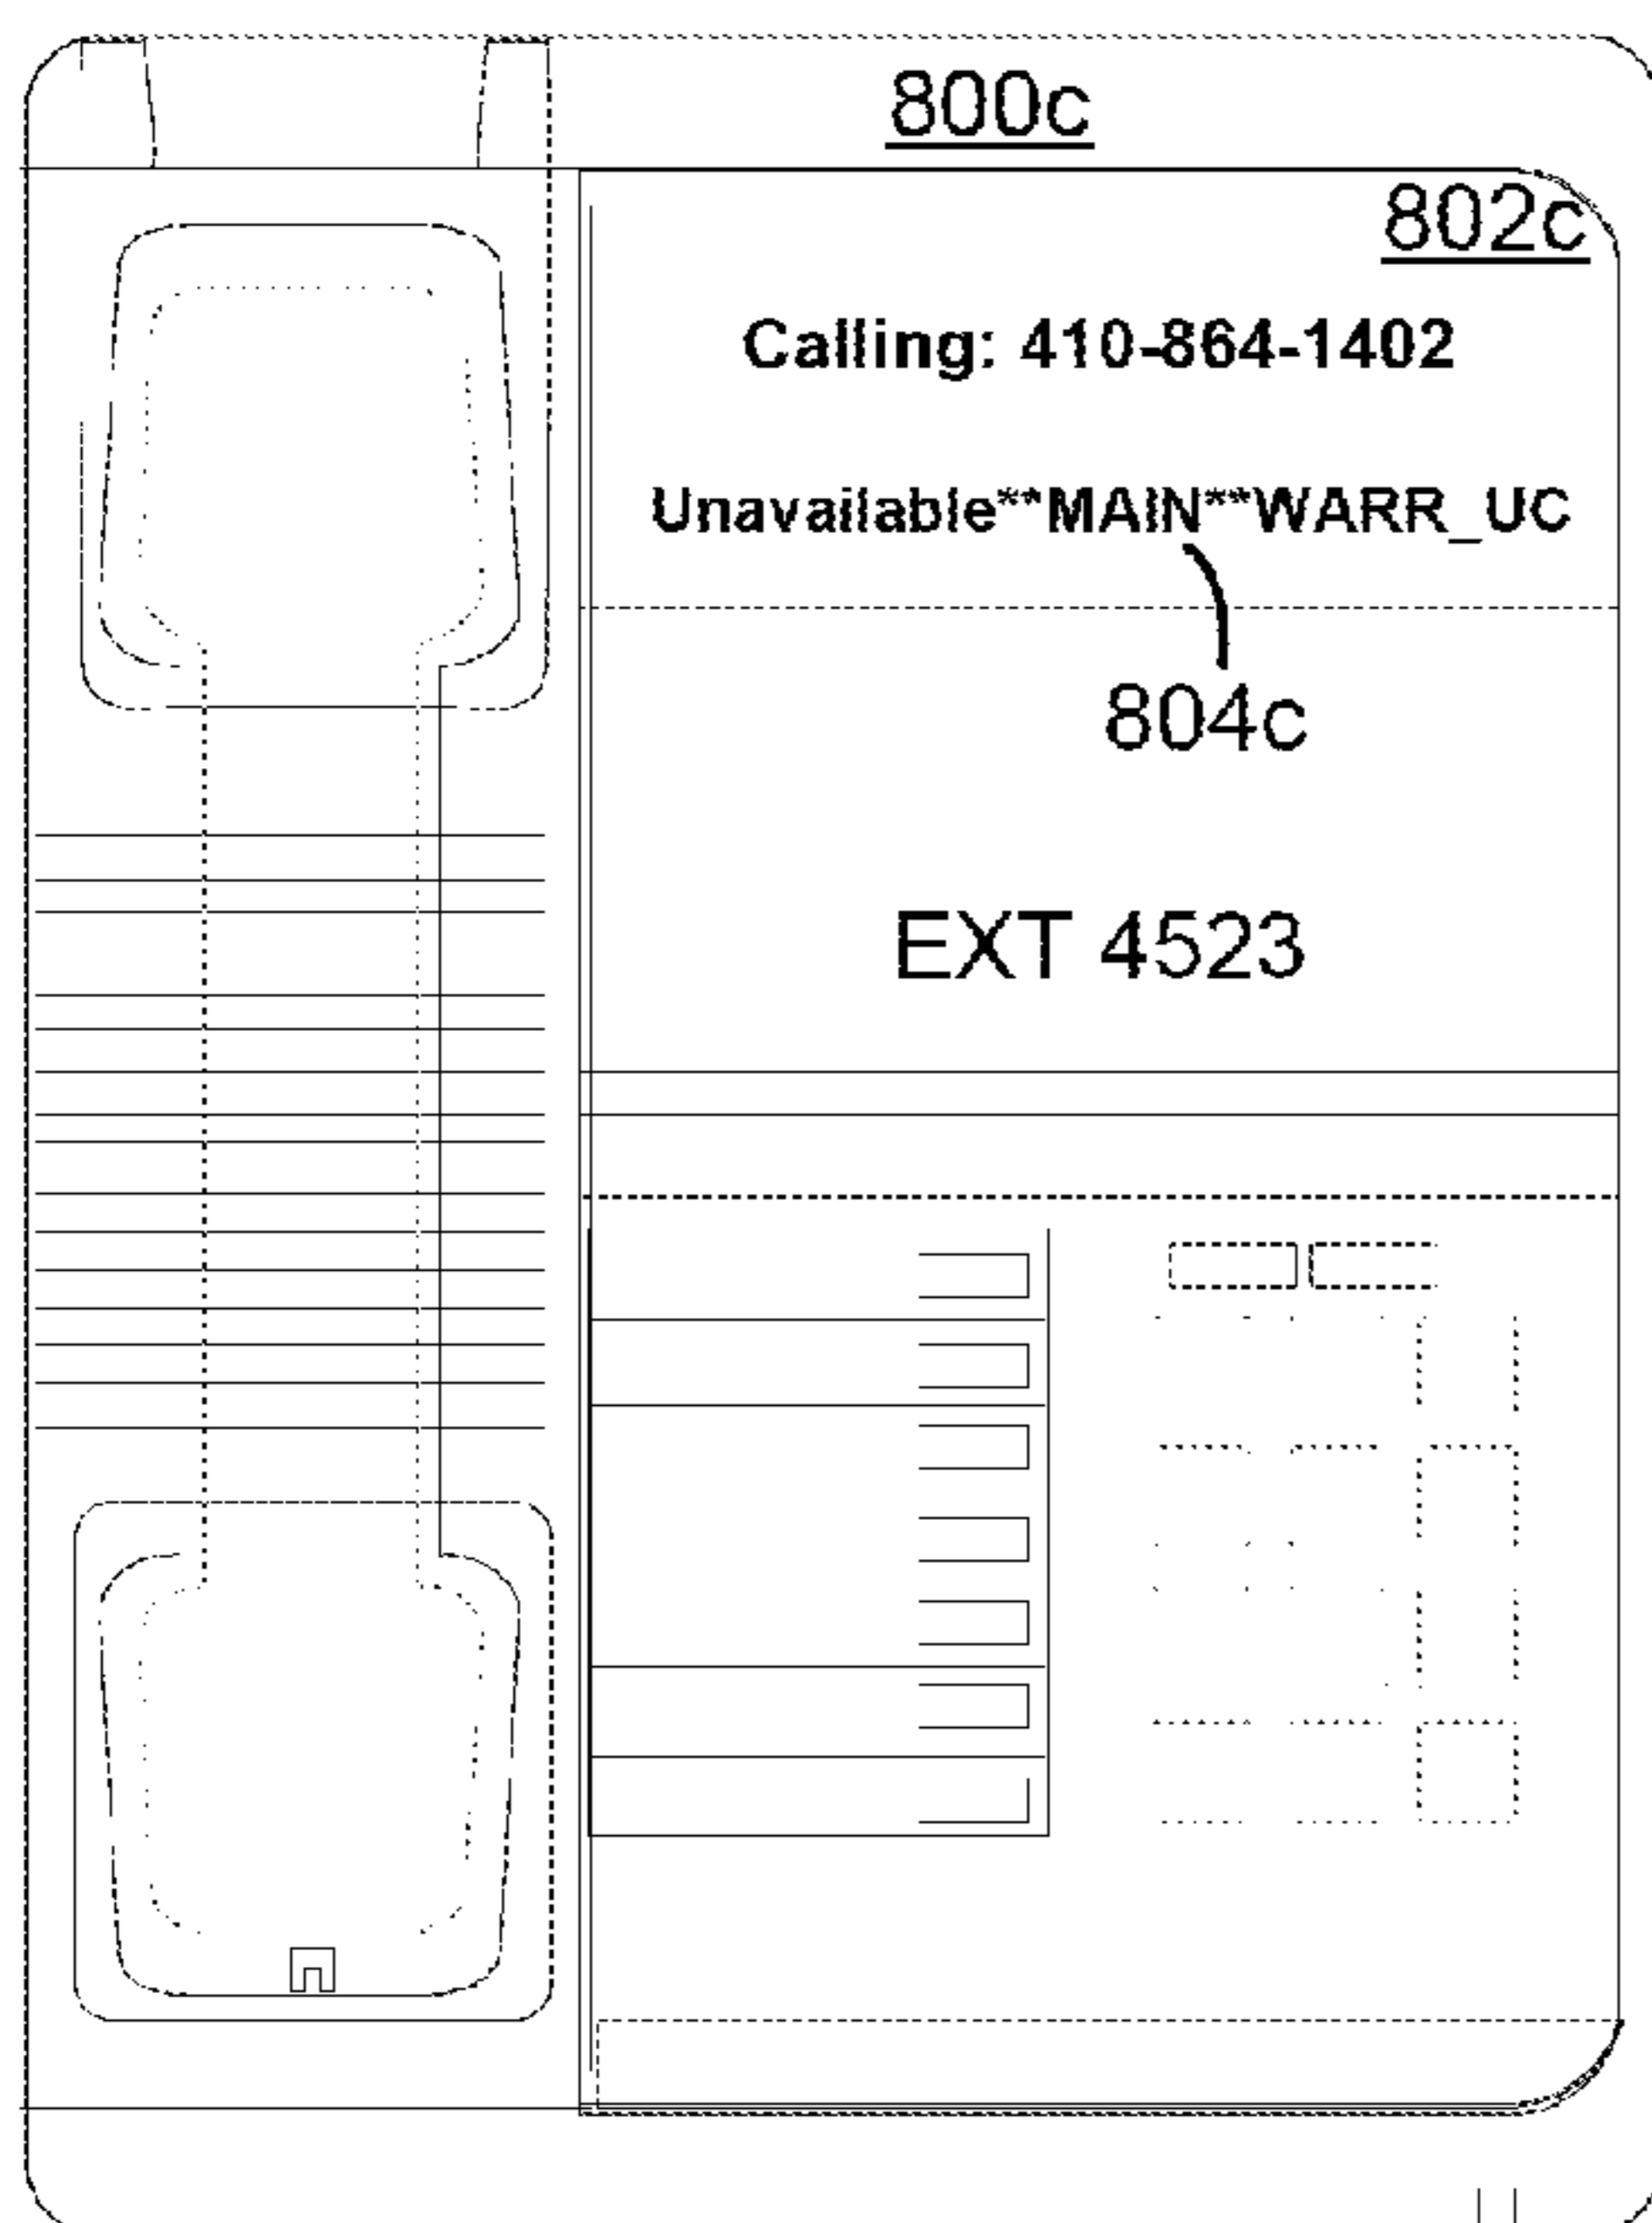 800c
802c
Calling: 410-864-1402
Unavailable**MAIN**WARR_UC
804c
EXT 4523